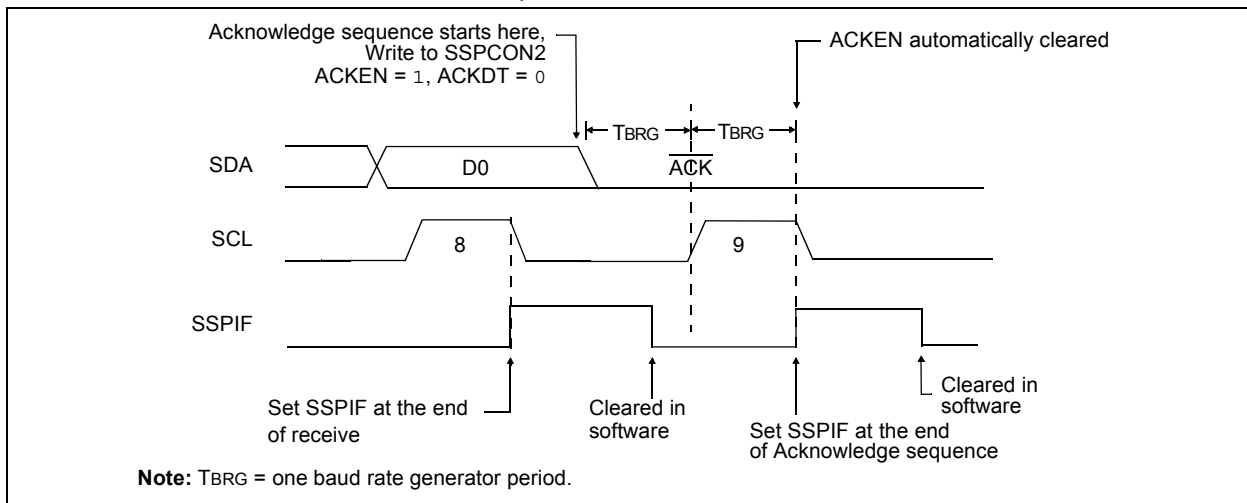 Acknowledge sequence starts here,
Write to SSPCON2
ACKEN = 1, ACKDT = 0
ACKEN automatically cleared
TBRG
TBRG
SDA
D0
ACK
SCL
8
9
SSPIF
Set SSPIF at the end
of receive
Cleared in
software
Set SSPIF at the end
of Acknowledge sequence
Cleared in
software
Note: TBRG = one baud rate generator period.